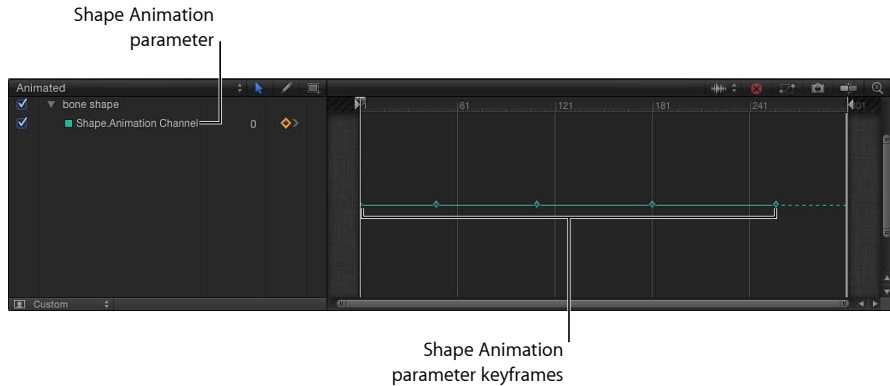 Shape Animation
parameter
Animated
bone shape
Shape.Animation Channel
0
1
61
121
181
241
301
Custom
Shape Animation
parameter keyframes